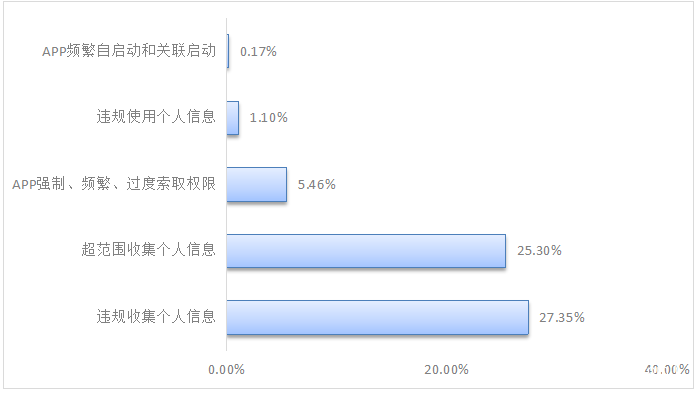 APP频繁自启动和关联启动 0.17%
违规使用个人信息 1.10%
APP强制、频繁、过度索取权限 5.46%
超范围收集个人信息 25.30%
违规收集个人信息 27.35%
0.00% 20.00% 40.00%